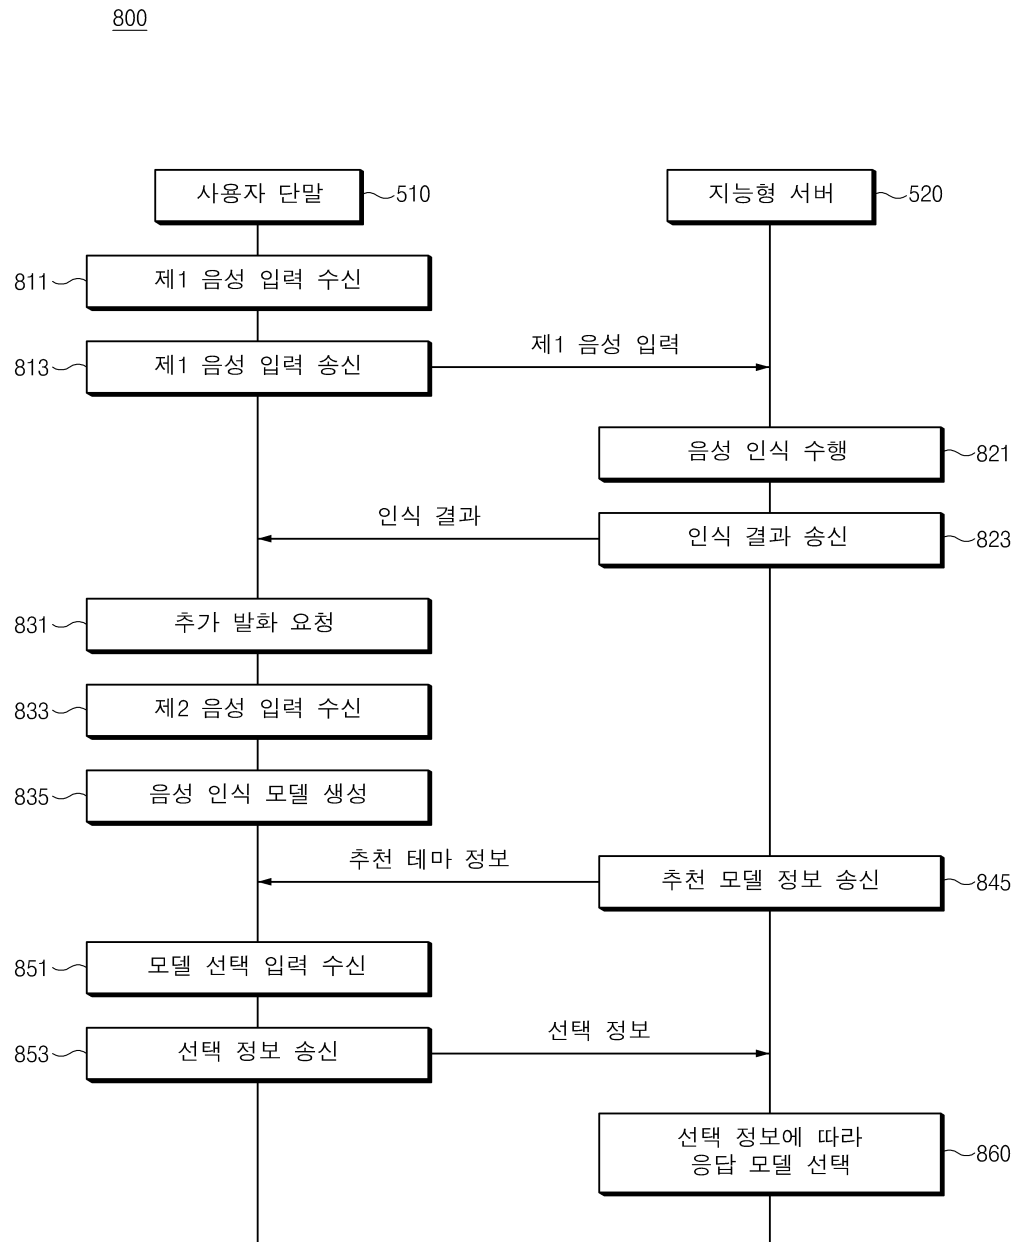 800
사용자 단말 510
지능형 서버 520
811 제1 음성 입력 수신
제1 음성 입력
813 제1 음성 입력 송신
음성 인식 수행 821
인식 결과
인식 결과 송신 823
831 추가 발화 요청
833 제2 음성 입력 수신
835 음성 인식 모델 생성
추천 테마 정보
추천 모델 정보 송신 845
851 모델 선택 입력 수신
선택 정보
853 선택 정보 송신
선택 정보에 따라
응답 모델 선택 860